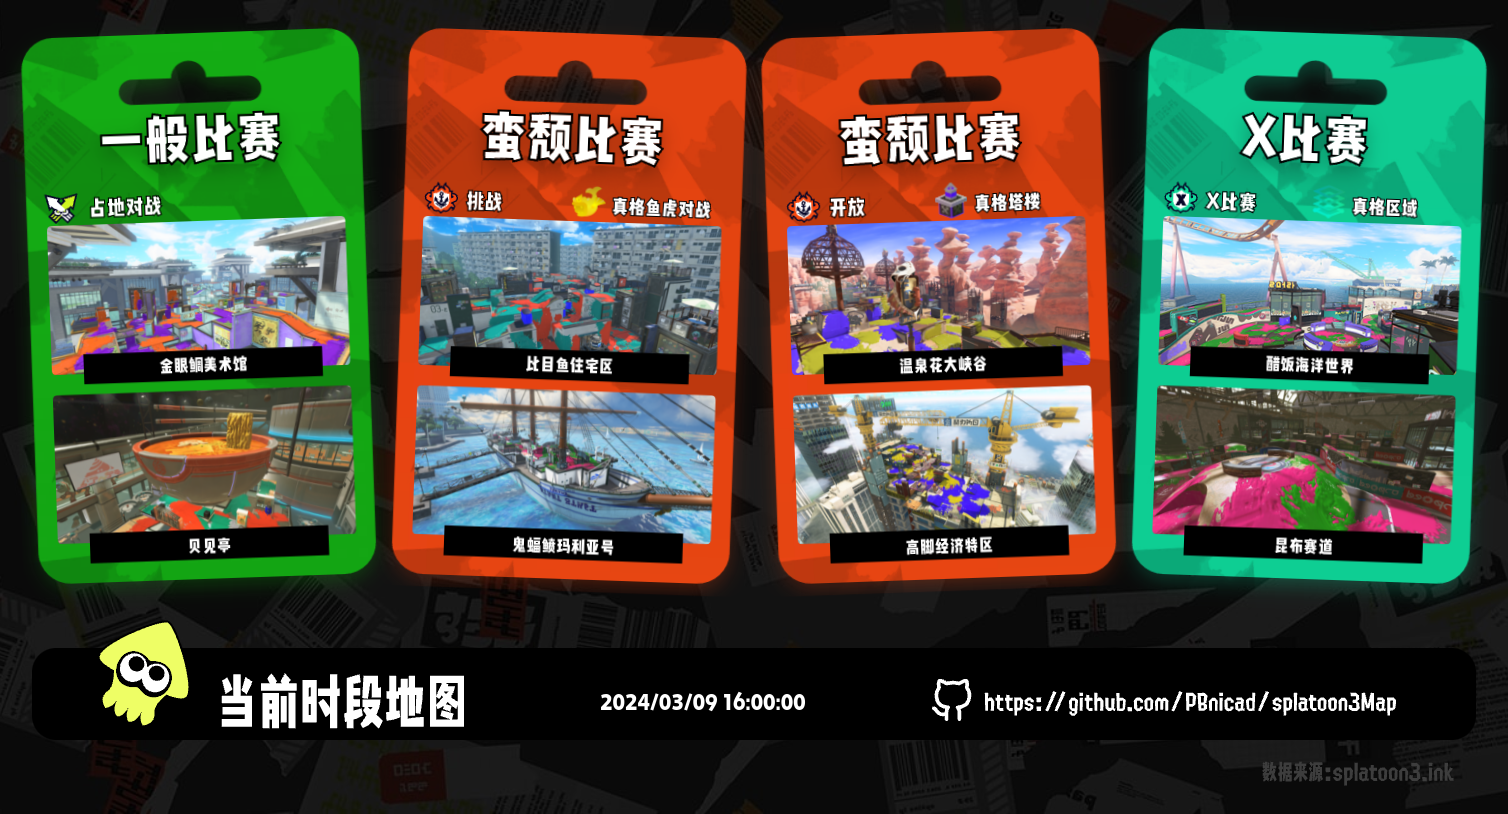 一般比赛
占地对战
金眼鲷美术馆
贝见亭
蛮颓比赛
挑战
真格鱼虎对战
比目鱼住宅区
鬼蝠鲼玛利亚号
蛮颓比赛
开放
真格塔楼
温泉花大峡谷
高脚经济特区
X比赛
X比赛
真格区域
醋饭海洋世界
昆布赛道
当前时段地图
2024/03/09 16:00:00
https://github.com/PBnicad/splatoon3Map
数据来源:splatoon3.ink